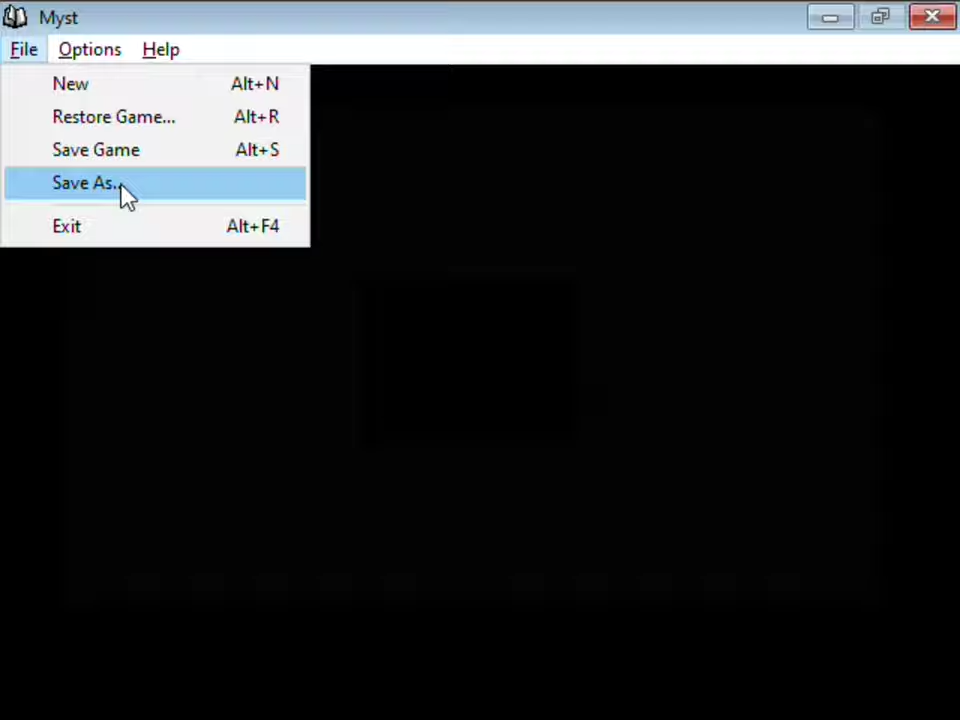 Myst
File Options Help
New Alt+N
Restore Game... Alt+R
Save Game Alt+S
Save As...
Exit Alt+F4